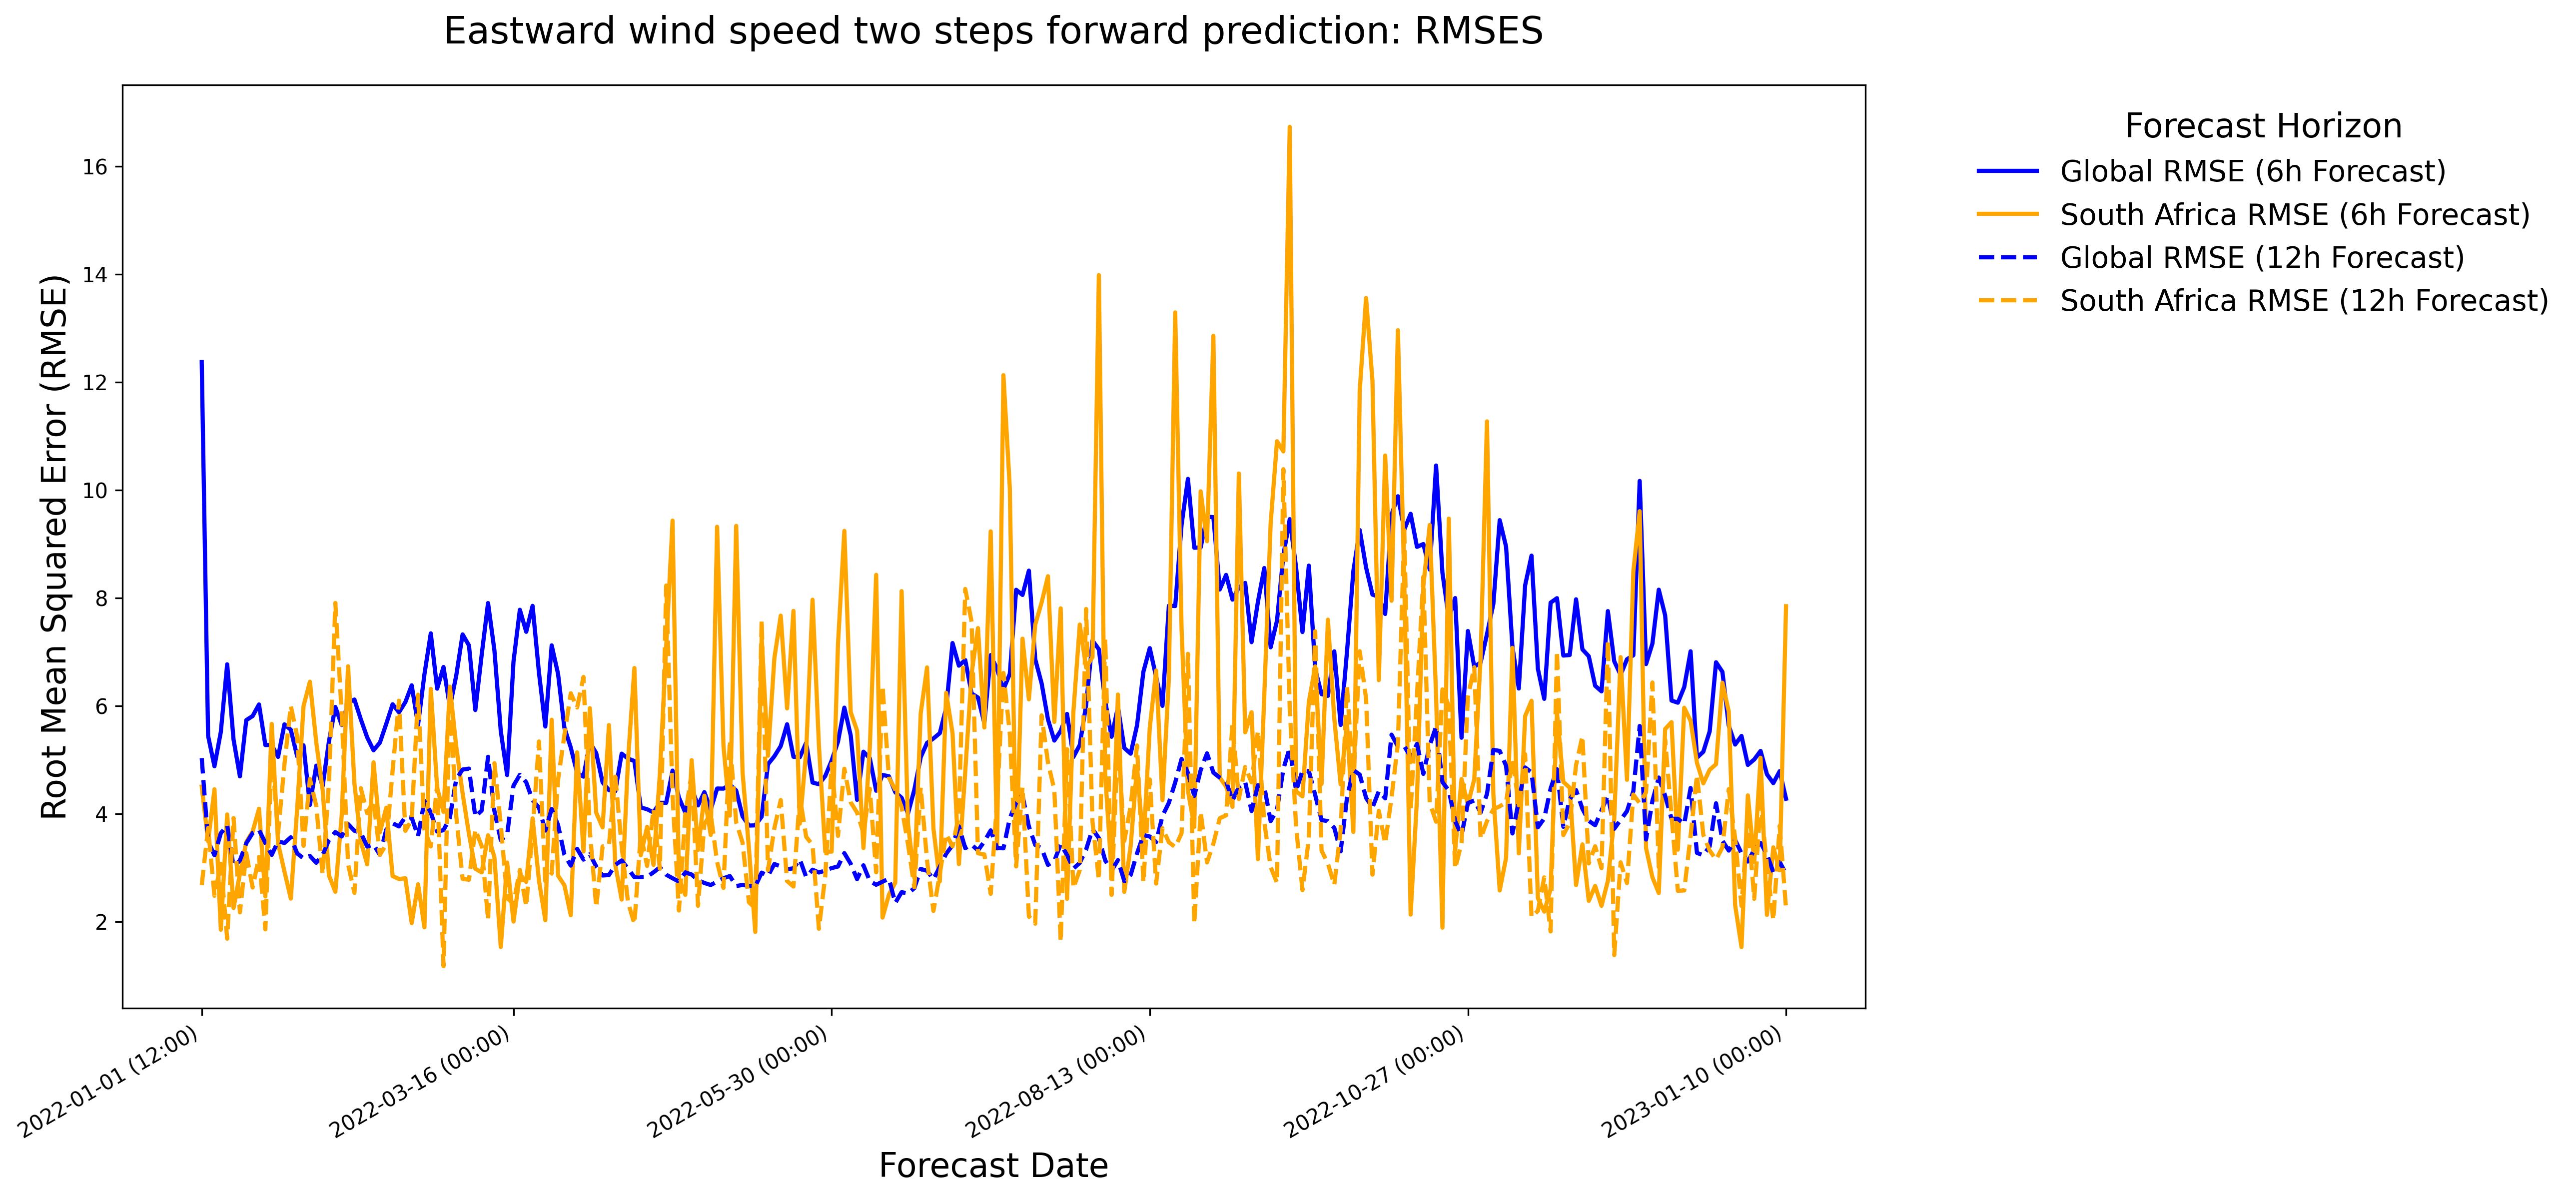 Eastward wind speed two steps forward prediction: RMSES
Root Mean Squared Error (RMSE)
16
14
12
10
8
6
4
2
2022-01-01 (12:00)
2022-03-16 (00:00)
2022-05-30 (00:00)
2022-08-13 (00:00)
2022-10-27 (00:00)
2023-01-10 (00:00)
Forecast Date
Forecast Horizon
Global RMSE (6h Forecast)
South Africa RMSE (6h Forecast)
Global RMSE (12h Forecast)
South Africa RMSE (12h Forecast)